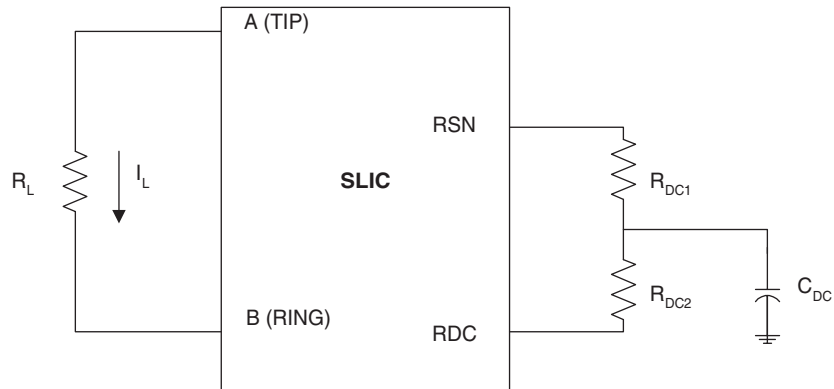 A (TIP)
RSN
R_L
I_L
SLIC
R_DC1
B (RING)
RDC
R_DC2
C_DC